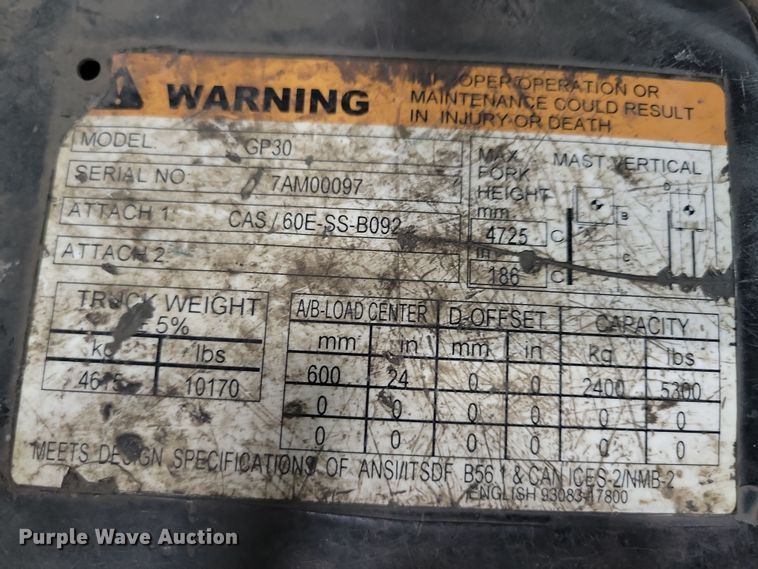 WARNING
OPER OPERATION OR
MAINTENANCE COULD RESULT
IN INJURY OR DEATH
MODEL: GP30
SERIAL NO 7AM00097
ATTACH 1: CAS / 60E-SS-B092
ATTACH 2
MAX MAST VERTICAL
FORK
HEIGHT
mm
4725 C
in
186 C
D
B
C
TRUCK WEIGHT
5%
kg lbs
10170
A/B-LOAD CENTER D-OFFSET CAPACITY
mm in mm in kg lbs
600 24 0 0 2400 5300
0 0 0 0 0 0
0 0 0 0 0 0
MEETS DESIGN SPECIFICATIONS OF ANSI/ITSDF B56.1 & CAN ICES-2/NMB-2
ENGLISH 93083-17800
Purple Wave Auction